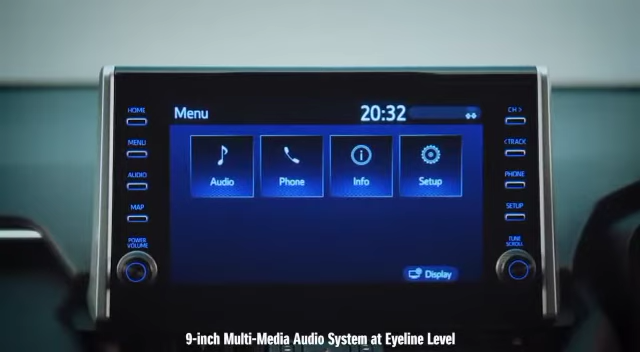 HOME
MENU
AUDIO
MAP
POWER
VOLUME
Menu
20:32
Audio
Phone
Info
Setup
Display
CH >
< TRACK
PHONE
SETUP
TUNE
SCROLL
9-inch Multi-Media Audio System at Eyeline Level